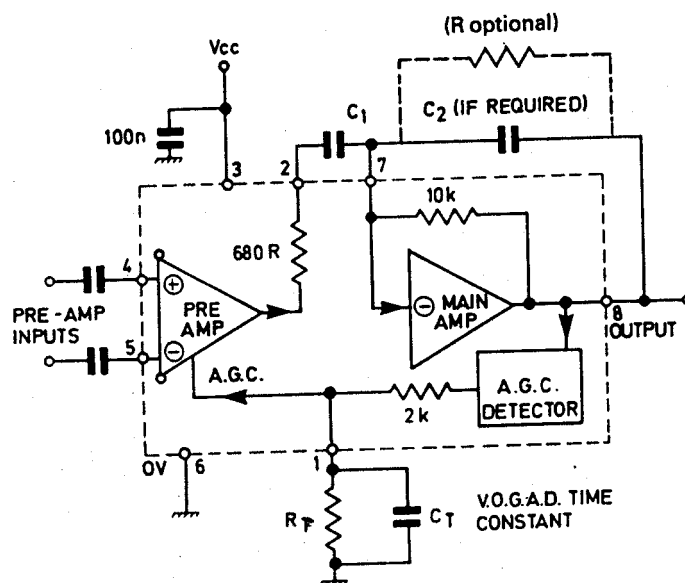 (R optional)
Vcc
C1
C2 (IF REQUIRED)
100n
3
2
7
10k
680 R
4
+
PRE
AMP
−
MAIN
AMP
−
PRE-AMP
INPUTS
5
8
OUTPUT
A.G.C.
2k
A.G.C.
DETECTOR
0V
6
1
RT
CT
V.O.G.A.D. TIME
CONSTANT